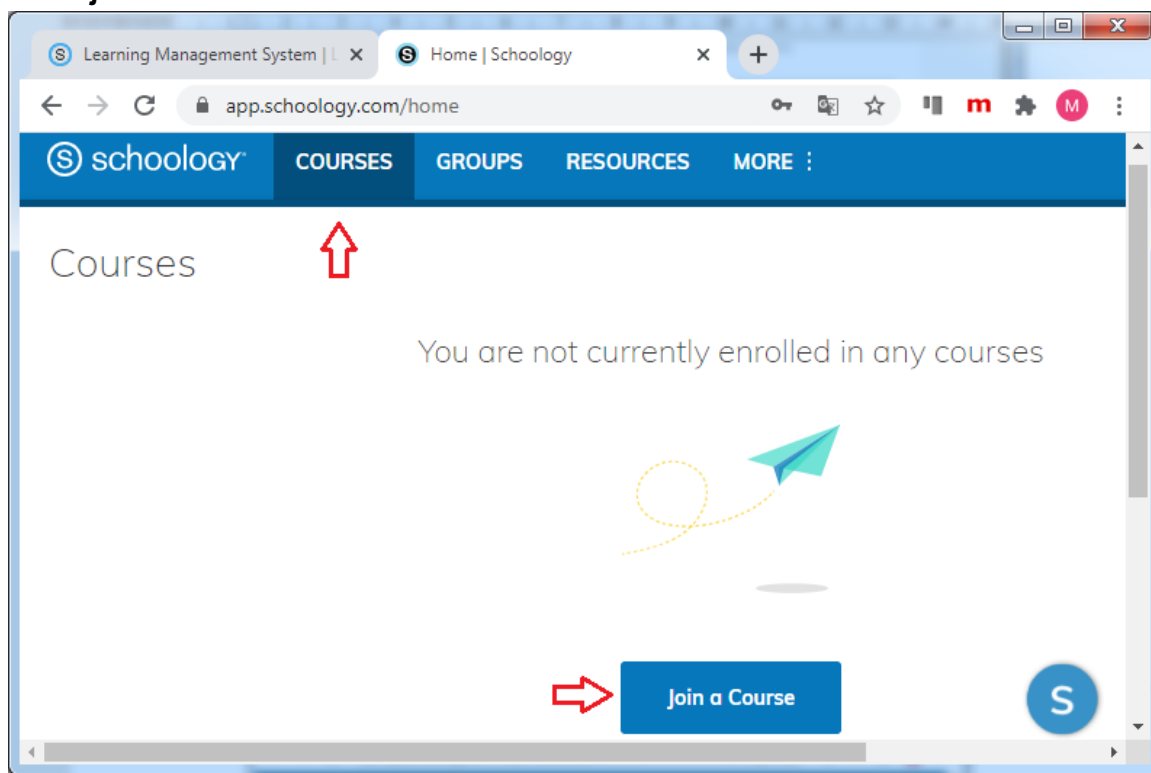 Learning Management System | L
Home | Schoology
app.schoology.com/home
m
M
S schoology
COURSES
GROUPS
RESOURCES
MORE
Courses
You are not currently enrolled in any courses
Join a Course
S